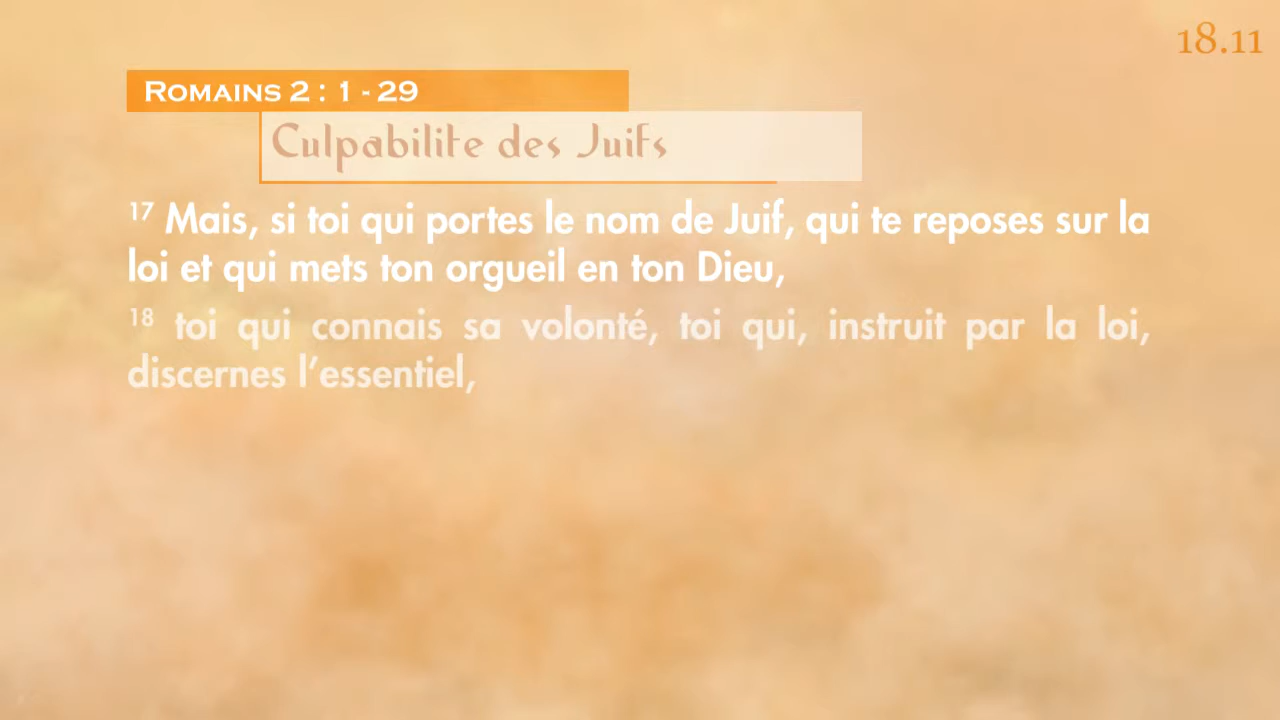 18.11
Romains 2 : 1 - 29
Culpabilite des Juifs
17 Mais, si toi qui portes le nom de Juif, qui te reposes sur la
loi et qui mets ton orgueil en ton Dieu,
18 toi qui connais sa volonté, toi qui, instruit par la loi,
discernes l’essentiel,